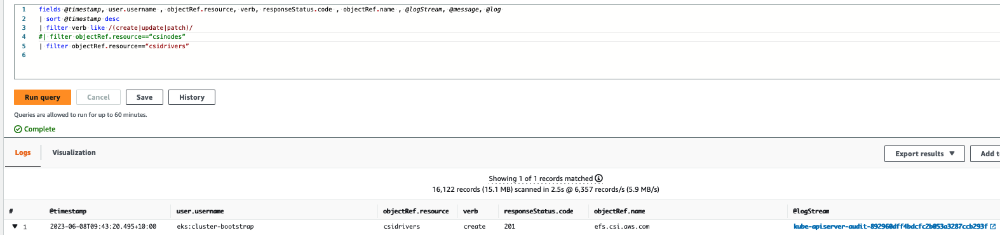 1 fields @timestamp, user.username , objectRef.resource, verb, responseStatus.code , objectRef.name , @logStream, @message, @log
2 | sort @timestamp desc
3 | filter verb like /(create|update|patch)/
4 #| filter objectRef.resource==“csinodes”
5 | filter objectRef.resource==“csidrivers”
6
Run query Cancel Save History
Queries are allowed to run for up to 60 minutes.
Complete
Logs Visualization
Export results ▼ Add t
Showing 1 of 1 records matched
16,122 records (15.1 MB) scanned in 2.5s @ 6,357 records/s (5.9 MB/s)
# @timestamp user.username objectRef.resource verb responseStatus.code objectRef.name @logStream
▼ 1 2023-06-08T09:43:20.495+10:00 eks:cluster-bootstrap csidrivers create 201 efs.csi.aws.com kube-apiserver-audit-892960dff4bdcfc2b053a3287ccb293f